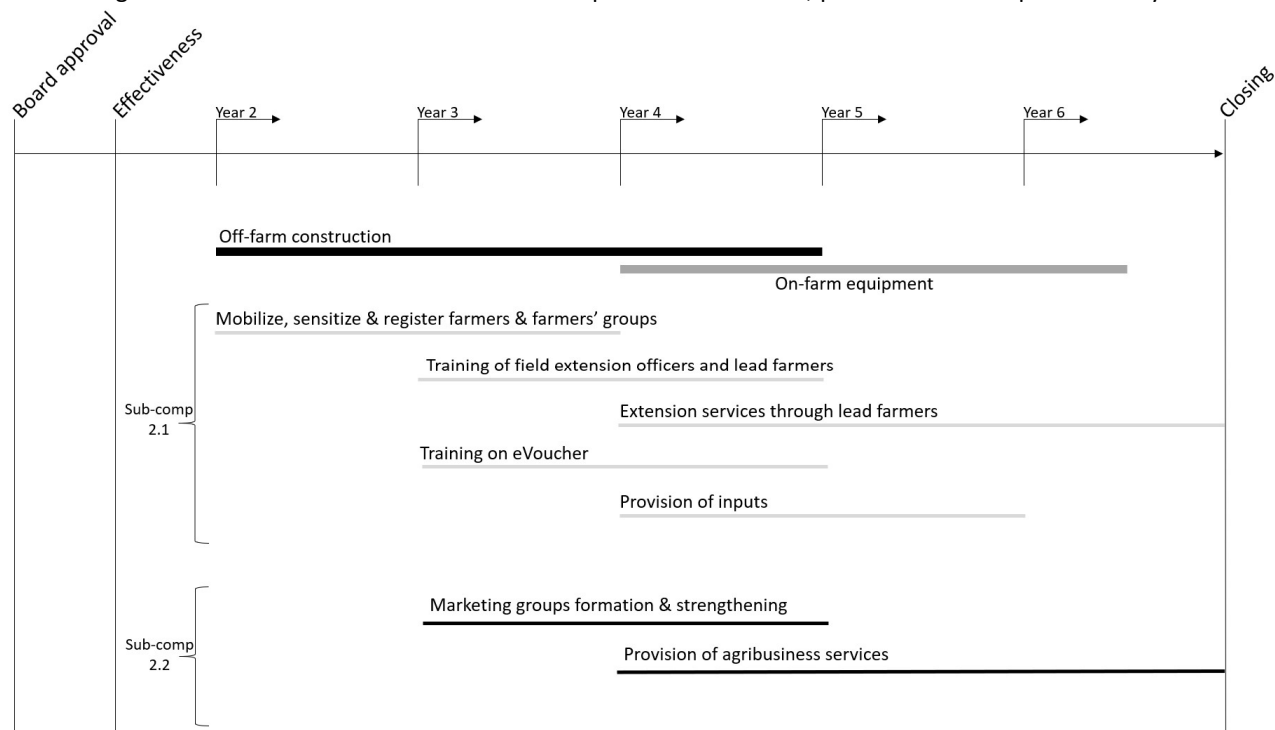 Board approval
Effectiveness
Closing
Year 2
Year 3
Year 4
Year 5
Year 6
Off-farm construction
On-farm equipment
Mobilize, sensitize & register farmers & farmers' groups
Training of field extension officers and lead farmers
Sub-comp
2.1
Extension services through lead farmers
Training on eVoucher
Provision of inputs
Marketing groups formation & strengthening
Sub-comp
2.2
Provision of agribusiness services